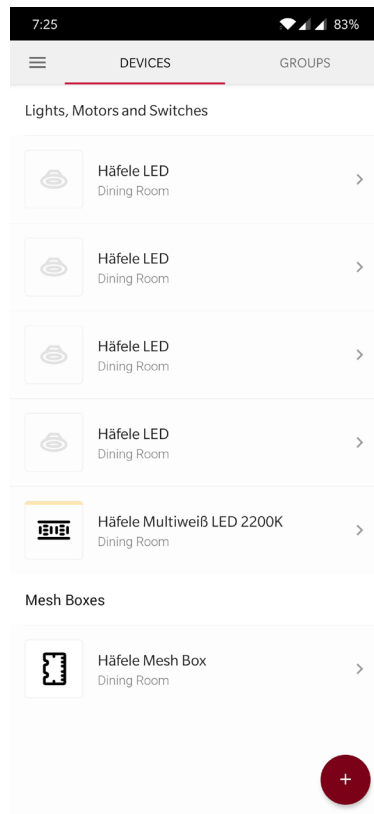 7:25
83%
DEVICES
GROUPS
Lights, Motors and Switches
Häfele LED
Dining Room
Häfele LED
Dining Room
Häfele LED
Dining Room
Häfele LED
Dining Room
Häfele Multiweiß LED 2200K
Dining Room
Mesh Boxes
Häfele Mesh Box
Dining Room
+